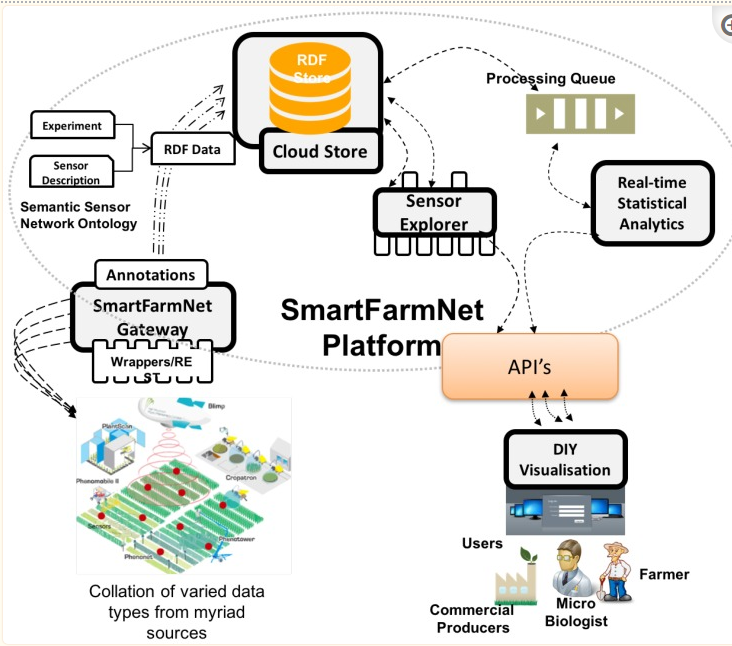 RDF
Store
Cloud Store
Processing Queue
Experiment
Sensor
Description
RDF Data
Semantic Sensor
Network Ontology
Sensor
Explorer
Real-time
Statistical
Analytics
Annotations
SmartFarmNet
Gateway
Wrappers/RE
ST
SmartFarmNet
Platform
API's
Blimp
PlantScan
Phenomobile II
Cropatron
Sensors
Phenonet
Phenotower
Collation of varied data
types from myriad
sources
DIY
Visualisation
Users
Commercial
Producers
Micro
Biologist
Farmer